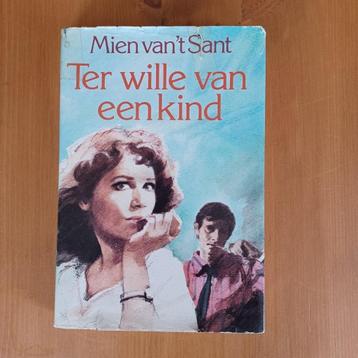 Mien van't Sant
Ter wille van
een kind